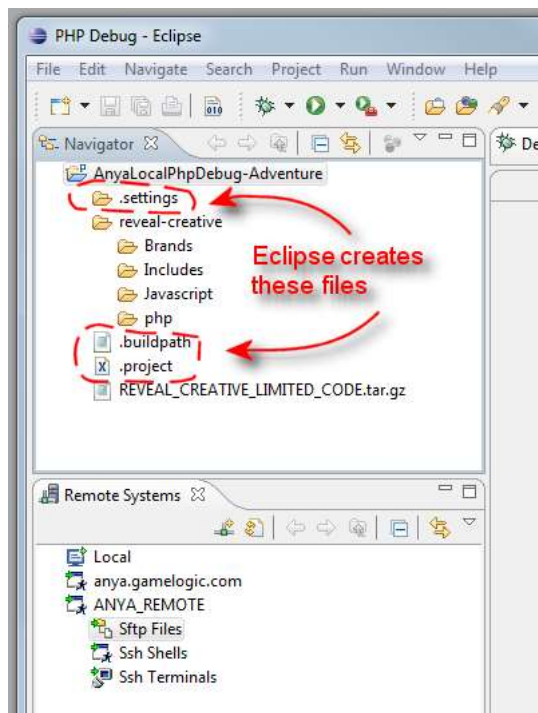 PHP Debug - Eclipse
File Edit Navigate Search Project Run Window Help
010
Navigator
De
AnyaLocalPhpDebug-Adventure
.settings
reveal-creative
Brands
Includes
Javascript
php
.buildpath
.project
REVEAL_CREATIVE_LIMITED_CODE.tar.gz
Eclipse creates
these files
Remote Systems
Local
anya.gamelogic.com
ANYA_REMOTE
Sftp Files
Ssh Shells
Ssh Terminals